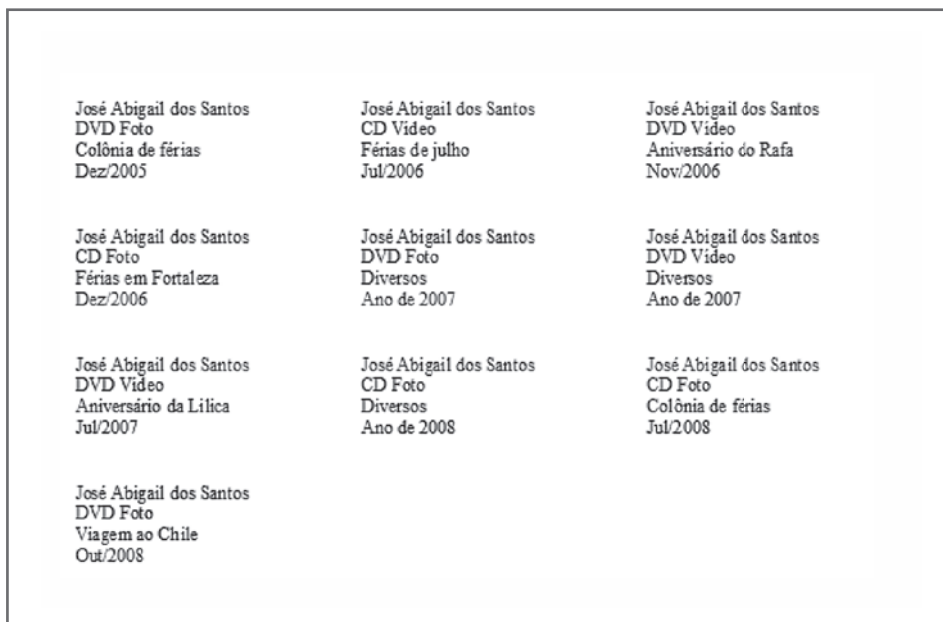 José Abigail dos Santos
DVD Foto
Colônia de férias
Dez/2005
José Abigail dos Santos
CD Vídeo
Férias de julho
Jul/2006
José Abigail dos Santos
DVD Vídeo
Aniversário do Rafa
Nov/2006
José Abigail dos Santos
CD Foto
Férias em Fortaleza
Dez/2006
José Abigail dos Santos
DVD Foto
Diversos
Ano de 2007
José Abigail dos Santos
DVD Vídeo
Diversos
Ano de 2007
José Abigail dos Santos
DVD Vídeo
Aniversário da Lilica
Jul/2007
José Abigail dos Santos
CD Foto
Diversos
Ano de 2008
José Abigail dos Santos
CD Foto
Colônia de férias
Jul/2008
José Abigail dos Santos
DVD Foto
Viagem ao Chile
Out/2008